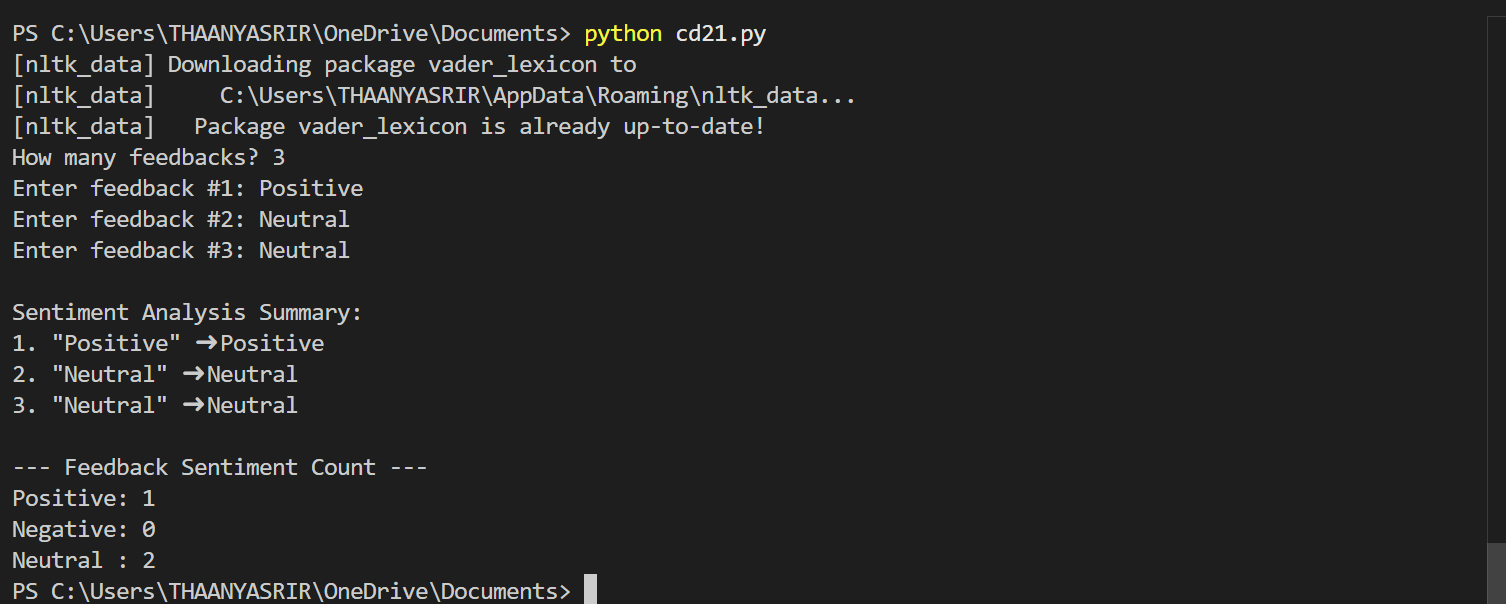 PS C:\Users\THAANYASRIR\OneDrive\Documents> python cd21.py
[nltk_data] Downloading package vader_lexicon to
[nltk_data]     C:\Users\THAANYASRIR\AppData\Roaming\nltk_data...
[nltk_data]   Package vader_lexicon is already up-to-date!
How many feedbacks? 3
Enter feedback #1: Positive
Enter feedback #2: Neutral
Enter feedback #3: Neutral

Sentiment Analysis Summary:
1. "Positive" ➜Positive
2. "Neutral" ➜Neutral
3. "Neutral" ➜Neutral

--- Feedback Sentiment Count ---
Positive: 1
Negative: 0
Neutral : 2
PS C:\Users\THAANYASRIR\OneDrive\Documents>